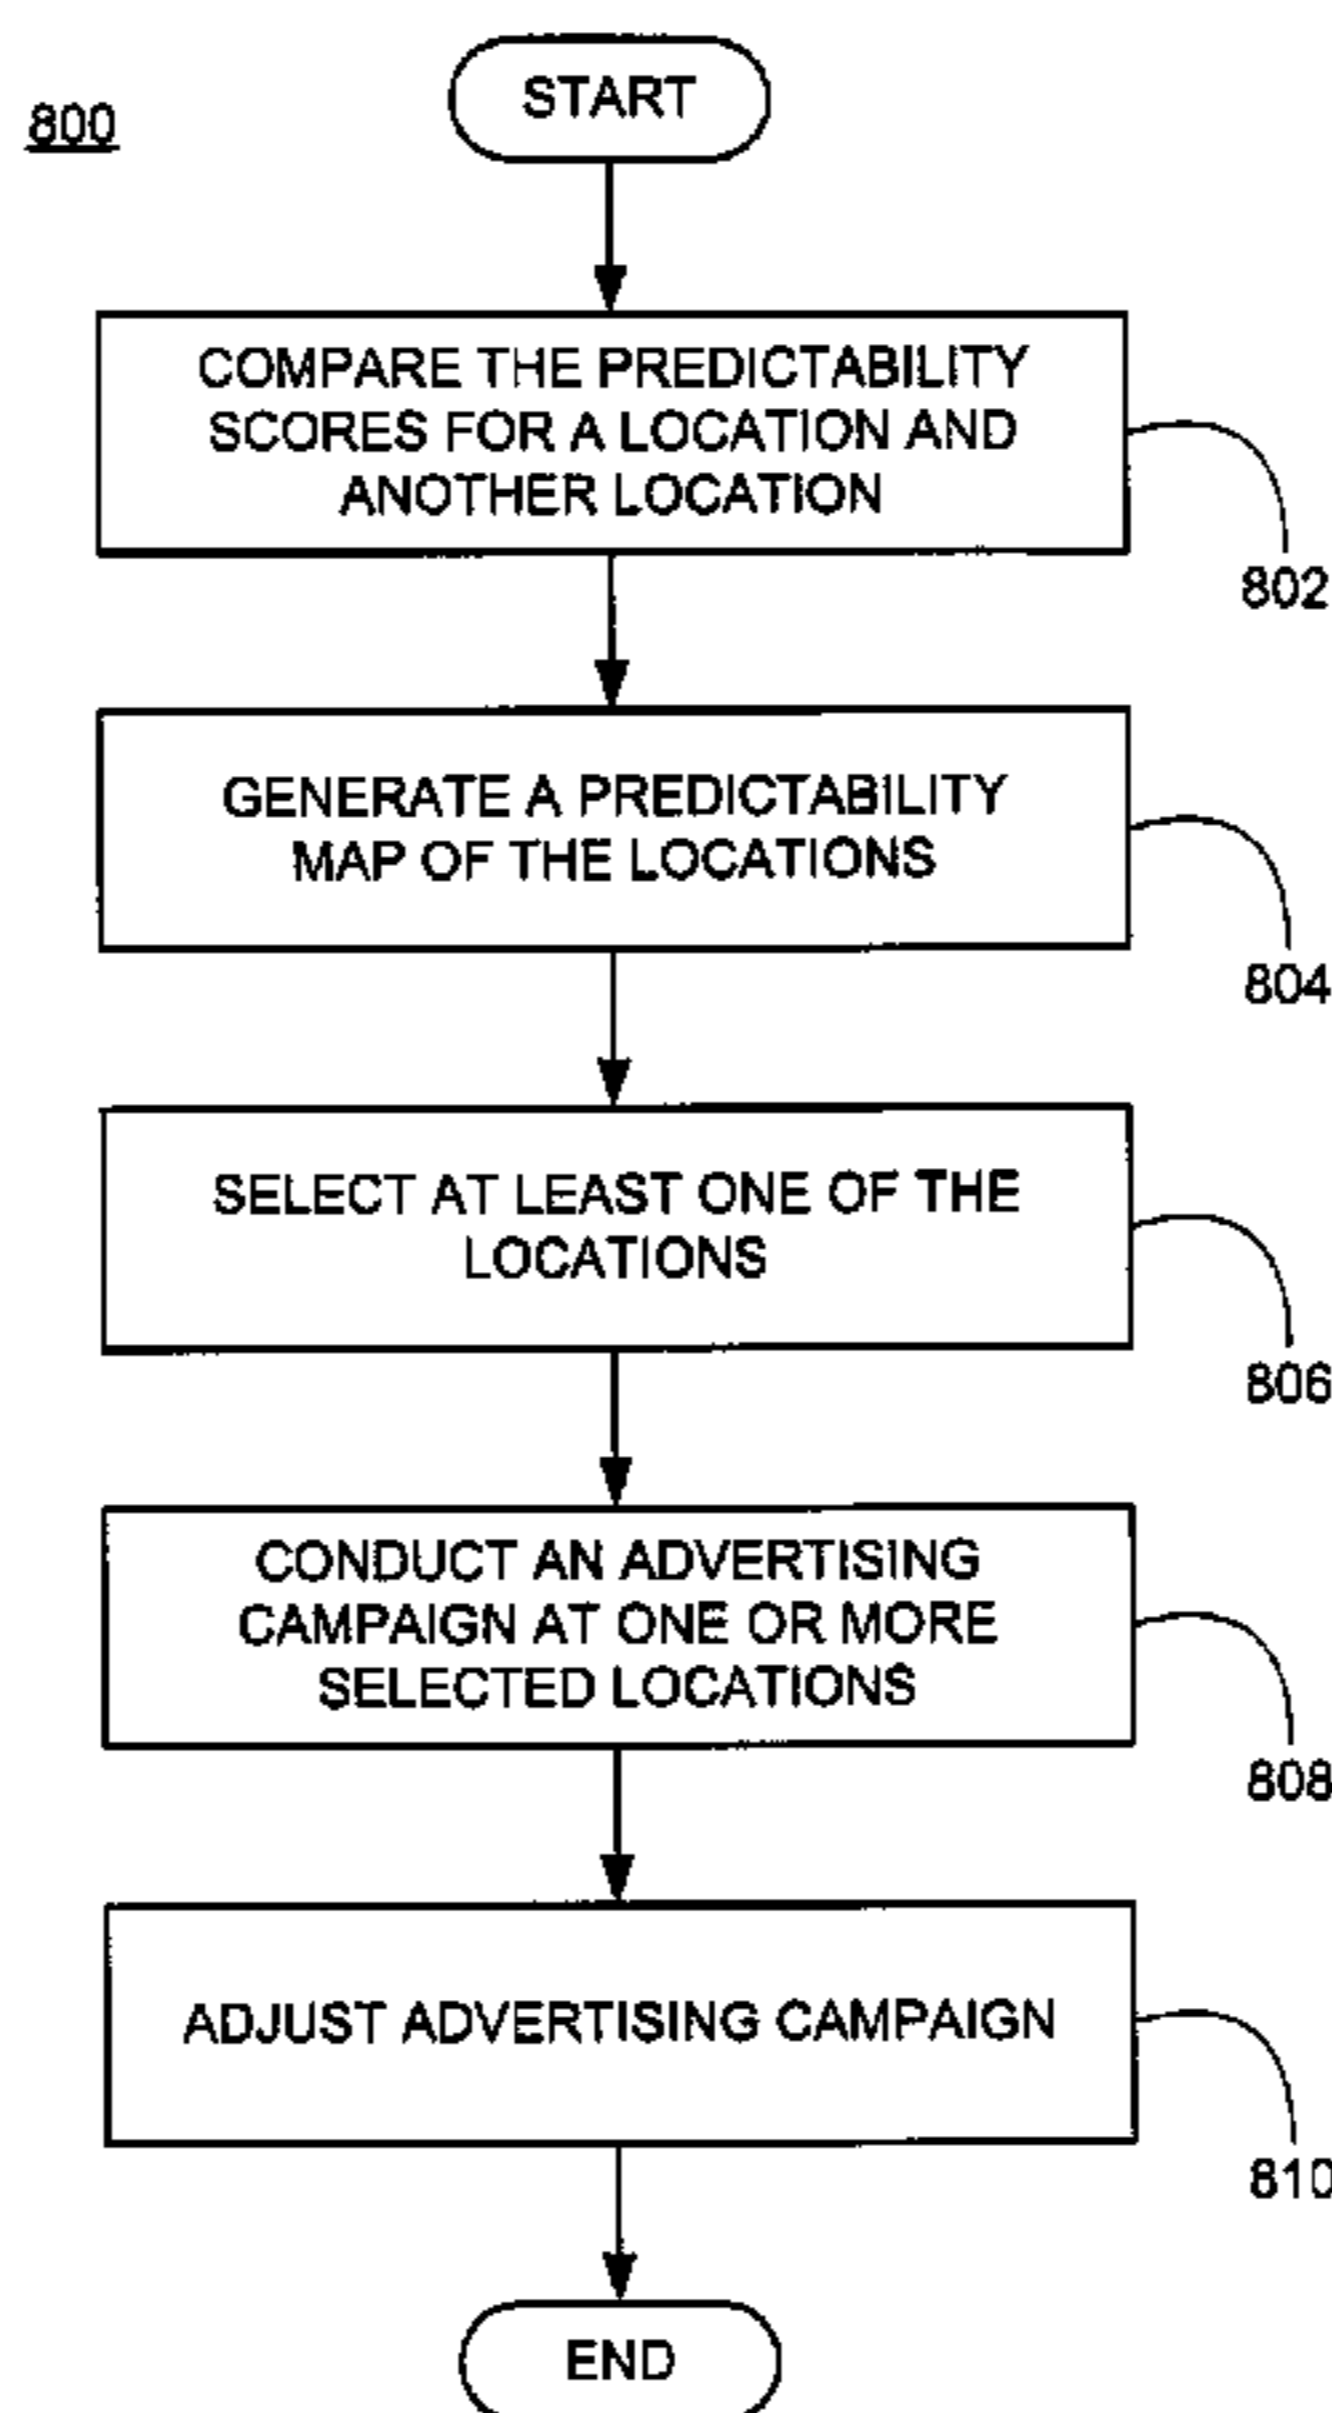 START
800
COMPARE THE PREDICTABILITY
SCORES FOR A LOCATION AND
ANOTHER LOCATION
802
GENERATE A PREDICTABILITY
MAP OF THE LOCATIONS
804
SELECT AT LEAST ONE OF THE
LOCATIONS
806
CONDUCT AN ADVERTISING
CAMPAIGN AT ONE OR MORE
SELECTED LOCATIONS
808
ADJUST ADVERTISING CAMPAIGN
810
END